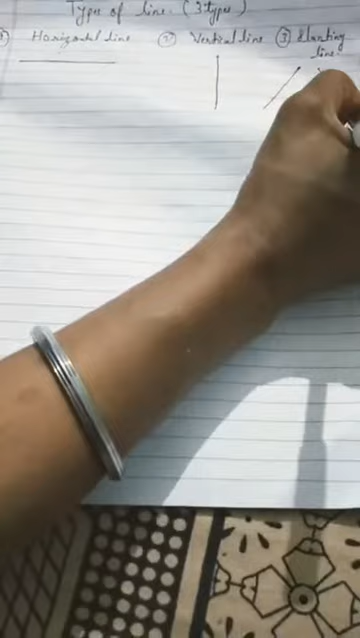 Types of line. (3 types)
① Horizontal line ② Vertical line ③ Slanting
line.